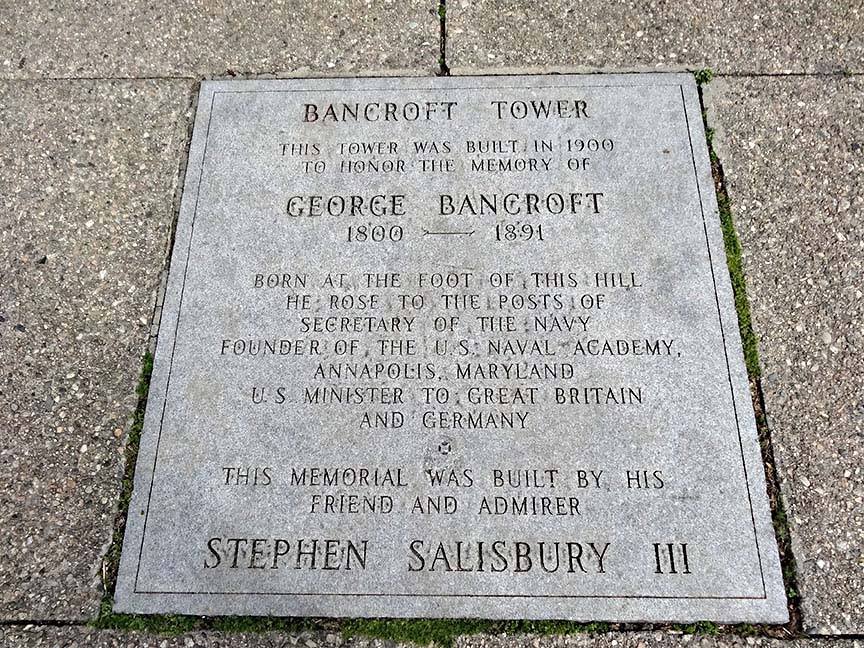 BANCROFT TOWER
THIS TOWER WAS BUILT IN 1900
TO HONOR THE MEMORY OF
GEORGE BANCROFT
1800 — 1891
BORN AT THE FOOT OF THIS HILL
HE ROSE TO THE POSTS OF
SECRETARY OF THE NAVY
FOUNDER OF THE U.S. NAVAL ACADEMY,
ANNAPOLIS, MARYLAND
U S MINISTER TO GREAT BRITAIN
AND GERMANY
THIS MEMORIAL WAS BUILT BY HIS
FRIEND AND ADMIRER
STEPHEN SALISBURY III